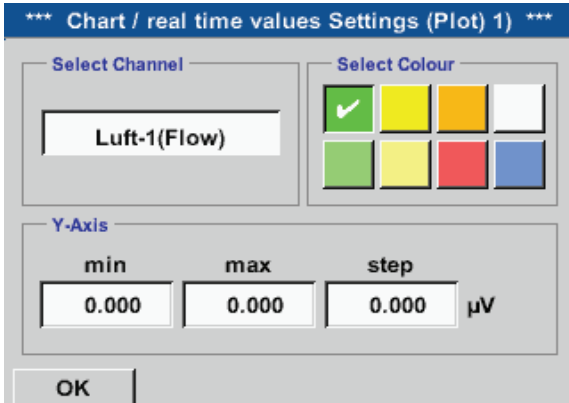 *** Chart / real time values Settings (Plot) 1) ***
Select Channel
Select Colour
Luft-1(Flow)
Y-Axis
min max step
0.000 0.000 0.000 µV
OK